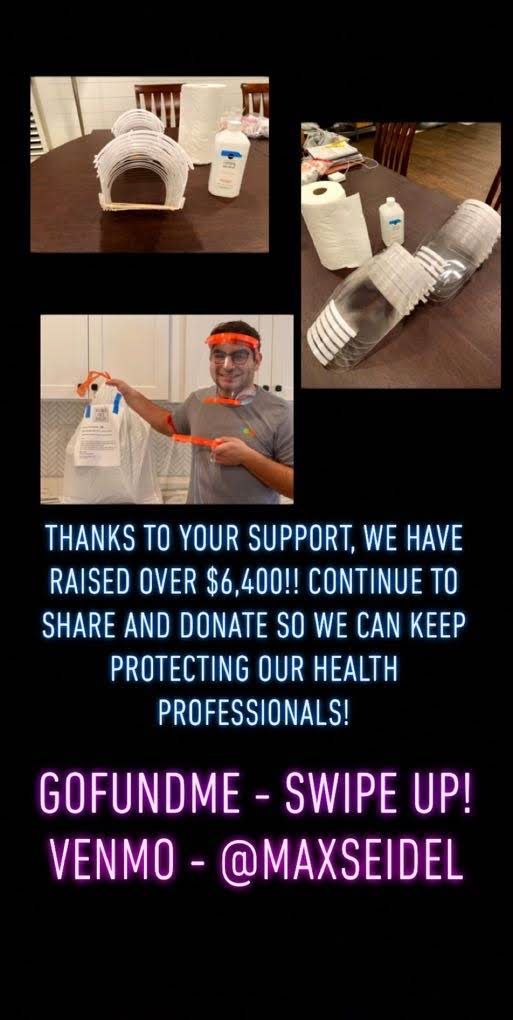 THANKS TO YOUR SUPPORT, WE HAVE
RAISED OVER $6,400!! CONTINUE TO
SHARE AND DONATE SO WE CAN KEEP
PROTECTING OUR HEALTH
PROFESSIONALS!
GOFUNDME - SWIPE UP!
VENMO - @MAXSEIDEL